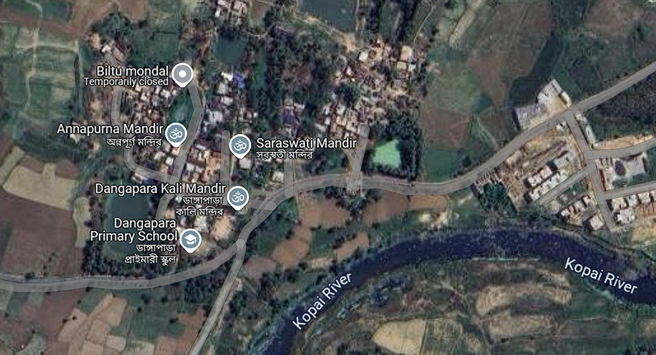 Biltu mondal
Temporarily closed
Annapurna Mandir
অন্নপূর্ণ মন্দির
Saraswati Mandir
সরস্বতী মন্দির
Dangapara Kali Mandir
ডাঙ্গাপাড়া
কালি মন্দির
Dangapara
Primary School
ডাঙ্গাপাড়া
প্রাইমারী স্কুল
Kopai River
Kopai River